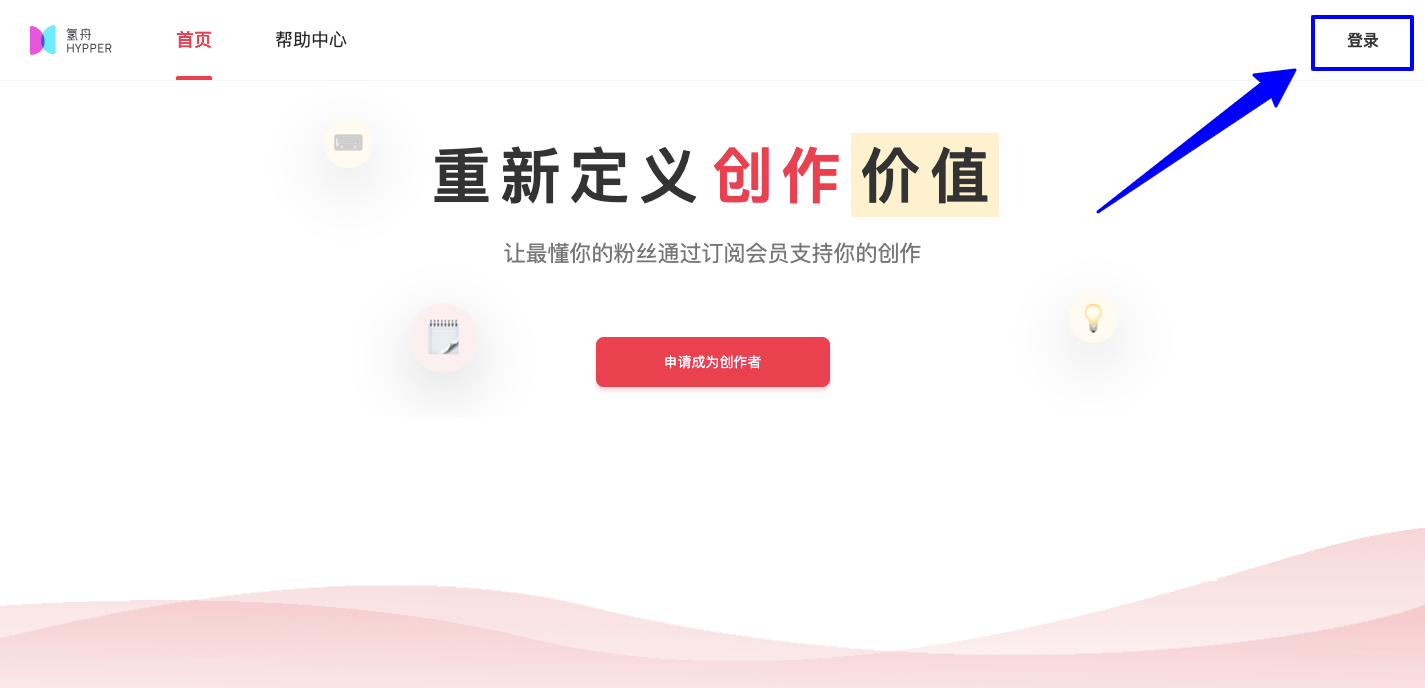 氢舟
HYPPER
首页
帮助中心
登录
重新定义创作价值
让最懂你的粉丝通过订阅会员支持你的创作
申请成为创作者